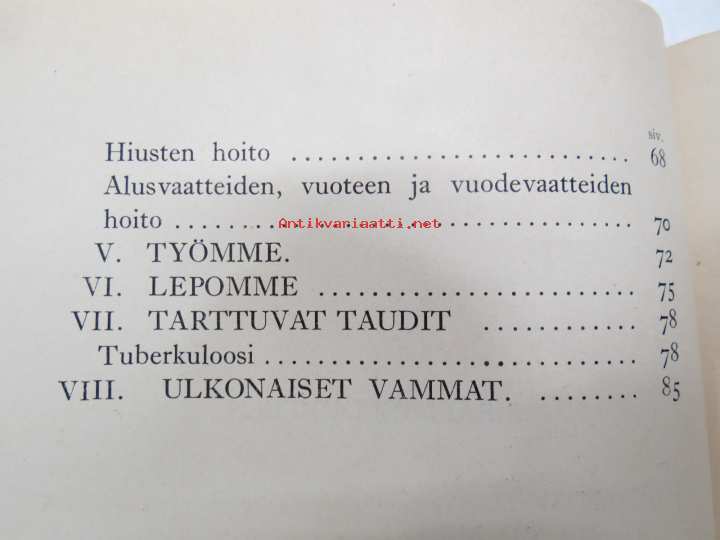 siv.
Hiusten hoito ........................... 68
Alusvaatteiden, vuoteen ja vuodevaatteiden
hoito ................................... 70
Antikvariaatti.net
V. TYÖMME. 72
VI. LEPOMME ........................ 75
VII. TARTTUVAT TAUDIT ............ 78
Tuberkuloosi ............................ 78
VIII. ULKONAISET VAMMAT. ........ 85